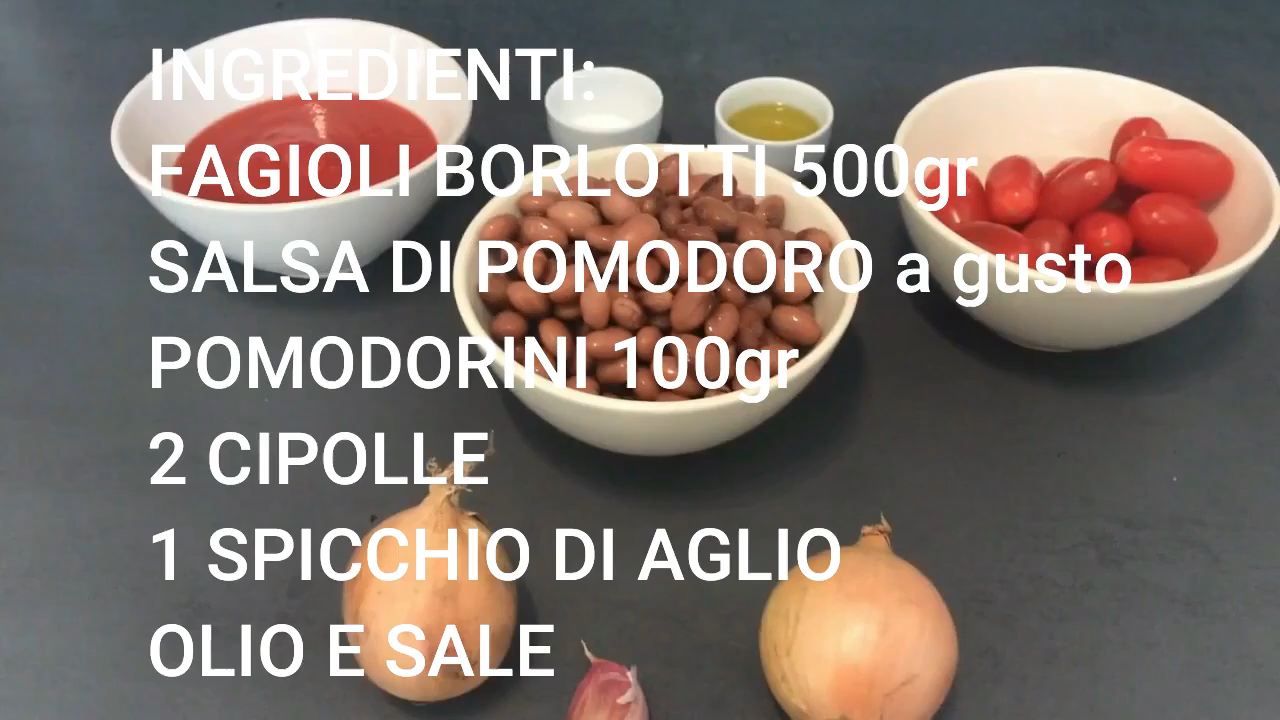 INGREDIENTI:
FAGIOLI BORLOTTI 500gr
SALSA DI POMODORO a gusto
POMODORINI 100gr
2 CIPOLLE
1 SPICCHIO DI AGLIO
OLIO E SALE